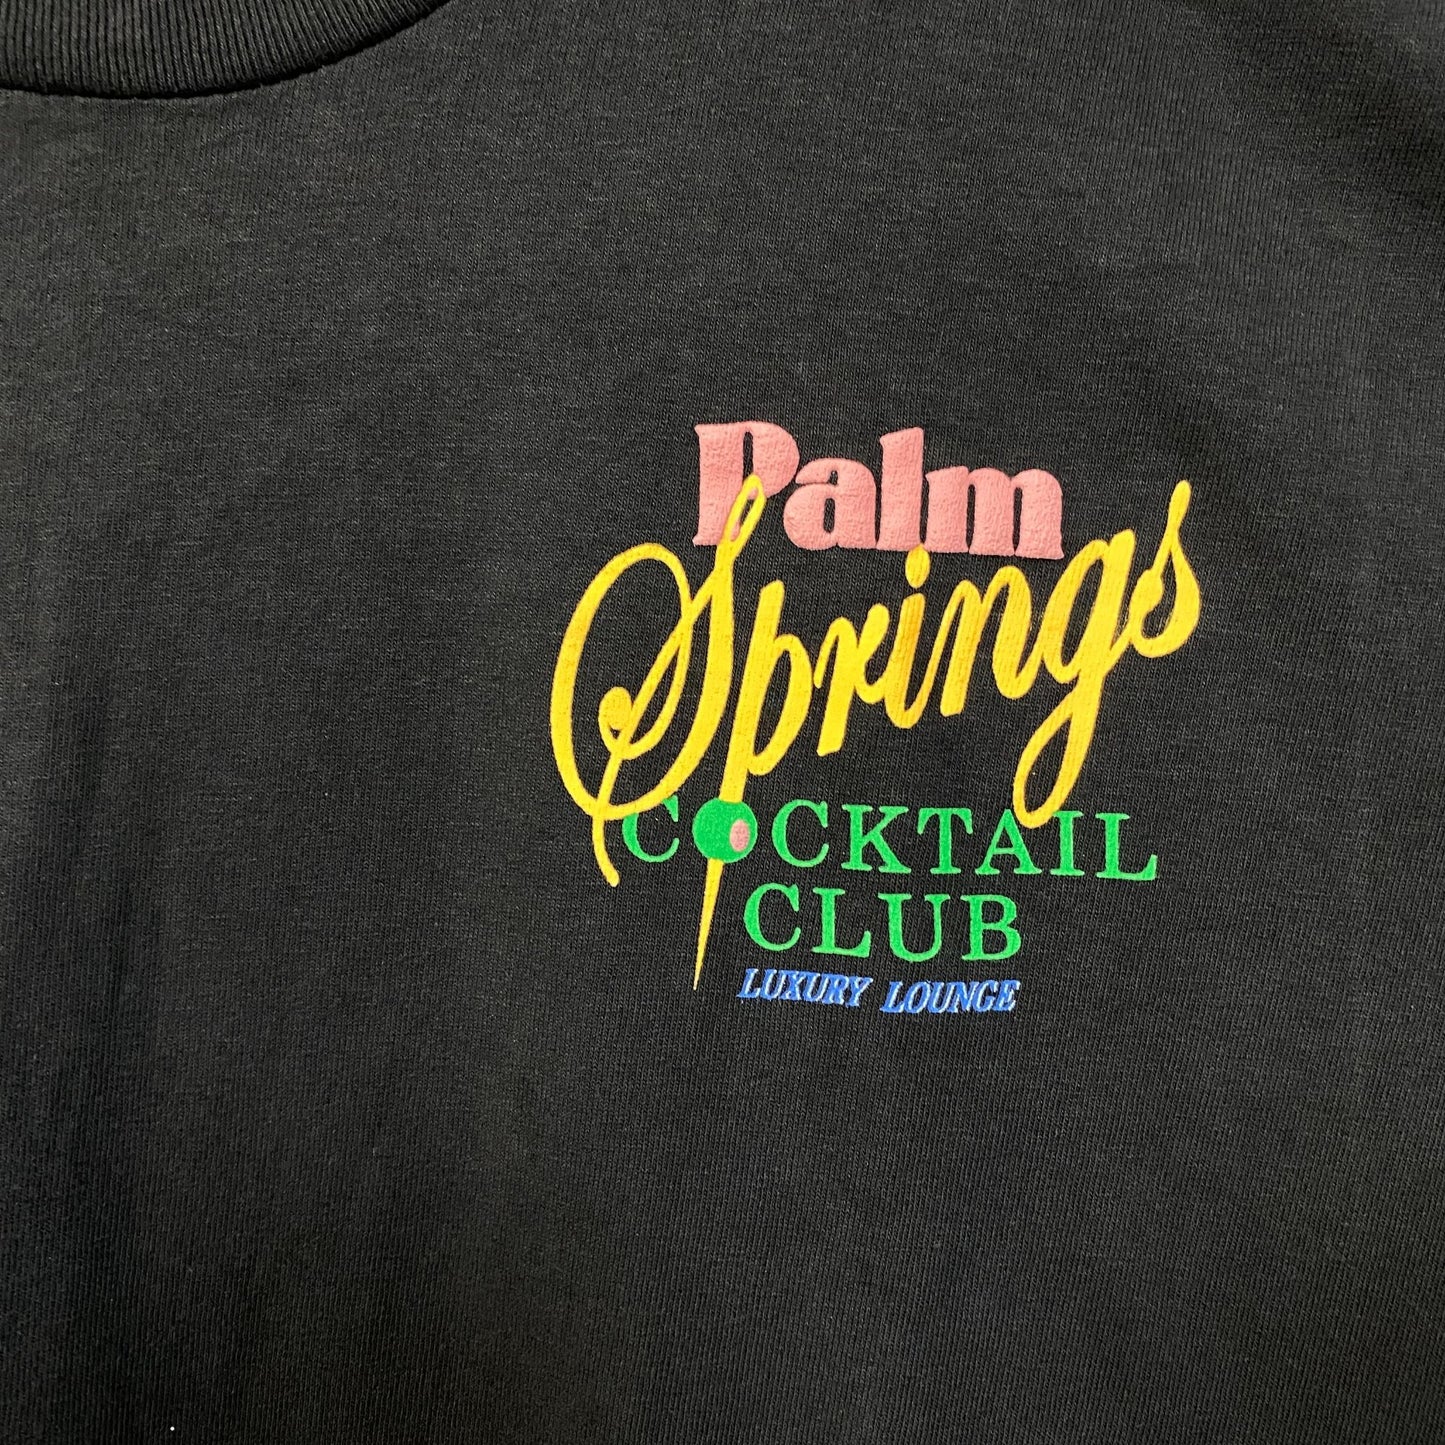 Palm
Springs
COCKTAIL
CLUB
LUXURY LOUNGE